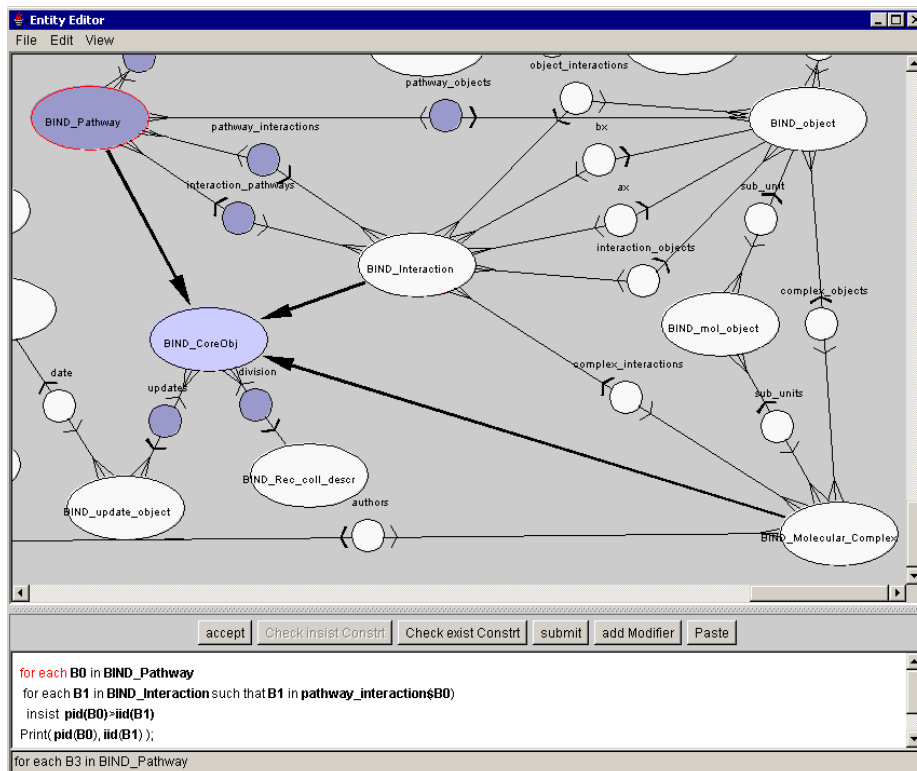 Entity Editor
File Edit View
object_interactions
pathway_objects
BIND_Pathway
pathway_interactions
bx
BIND_object
interaction_pathways
ax
sub_unit
interaction_objects
BIND_Interaction
complex_objects
BIND_mol_object
BIND_CoreObj
date
division
complex_interactions
updates
sub_units
BIND_Rec_coll_descr
authors
BIND_update_object
BIND_Molecular_Complex
accept Check insist Constrt Check exist Constrt submit add Modifier Paste
for each B0 in BIND_Pathway
for each B1 in BIND_Interaction such that B1 in pathway_interaction$B0)
insist pid(B0)>iid(B1)
Print( pid(B0), iid(B1) );
for each B3 in BIND_Pathway